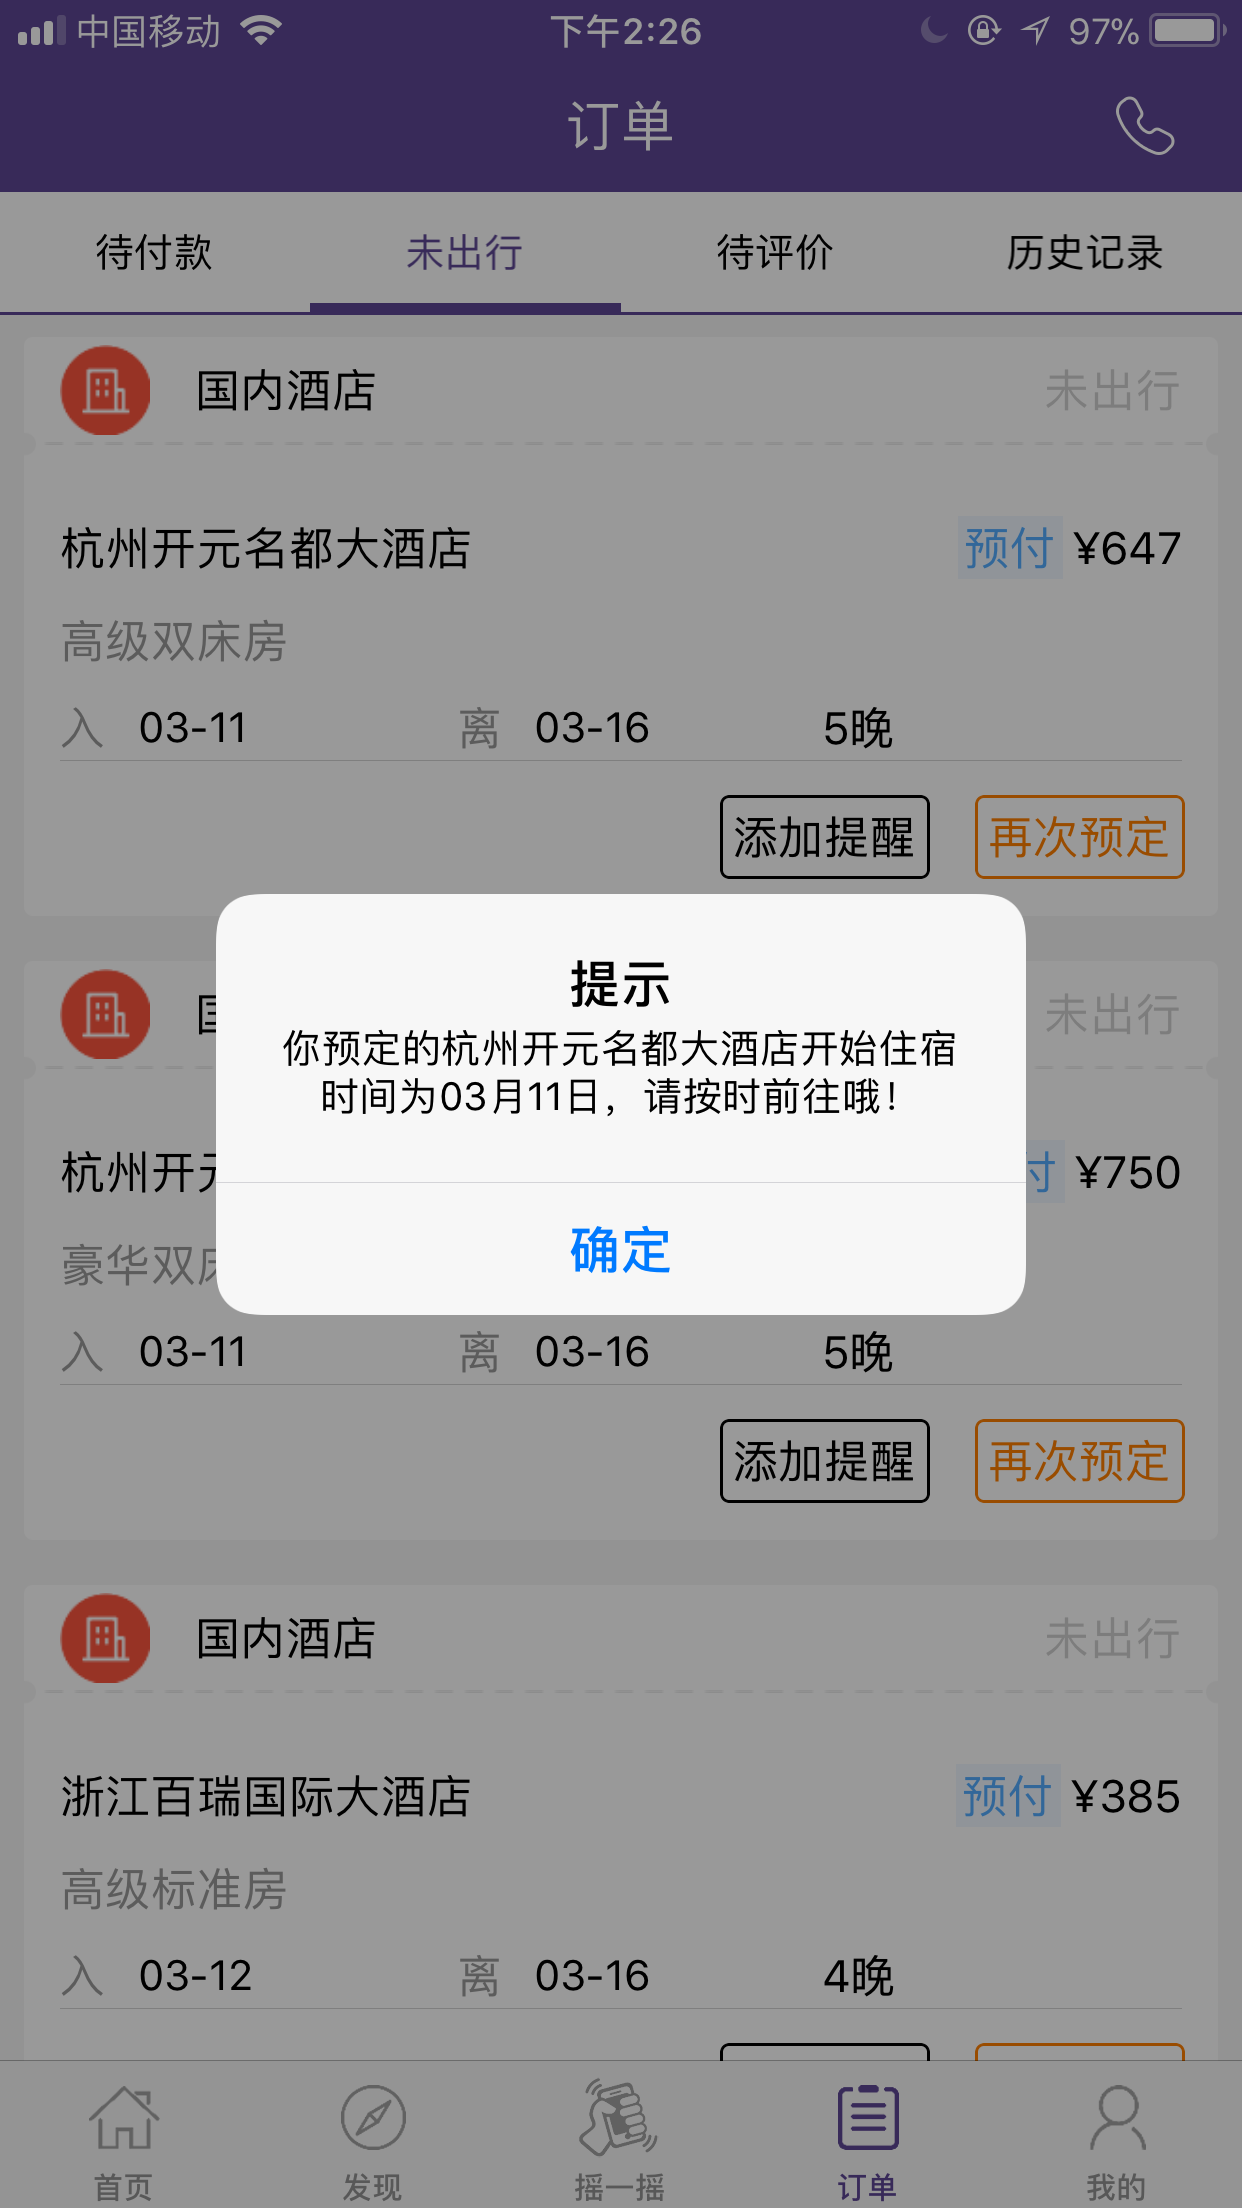 中国移动 下午2:26 97%
订单
待付款 未出行 待评价 历史记录
国内酒店 未出行
杭州开元名都大酒店 预付 ¥647
高级双床房
入 03-11 离 03-16 5晚
添加提醒 再次预定
未出行
提示
你预定的杭州开元名都大酒店开始住宿
时间为03月11日，请按时前往哦！
确定
杭州开 付 ¥750
豪华双
入 03-11 离 03-16 5晚
添加提醒 再次预定
国内酒店 未出行
浙江百瑞国际大酒店 预付 ¥385
高级标准房
入 03-12 离 03-16 4晚
首页 发现 摇一摇 订单 我的